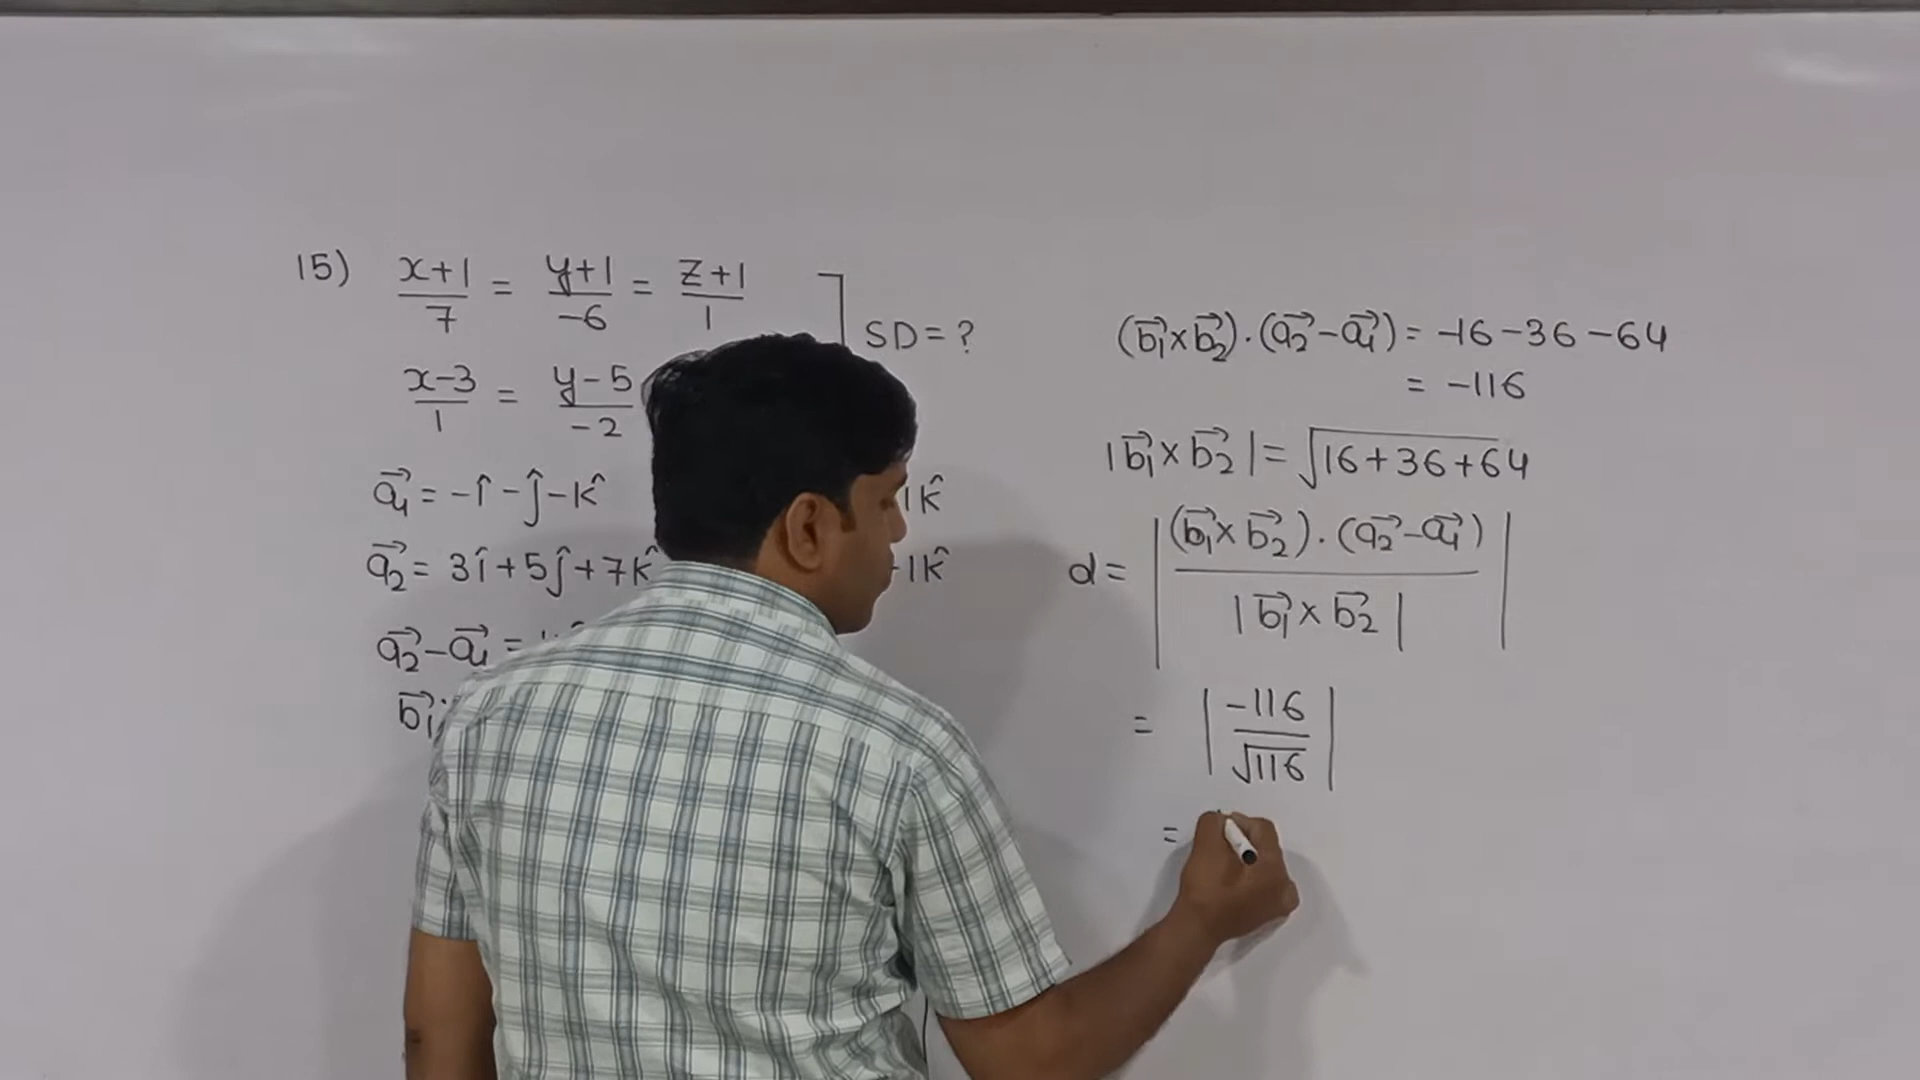 15) x+1/7 = y+1/-6 = z+1/1
x-3/1 = y-5/-2
] SD = ?
a₁⃗ = -î - ĵ - k̂
1k̂
a₂⃗ = 3î + 5ĵ + 7k̂
1k̂
a₂⃗ - a₁⃗ =
b₁⃗
(b₁⃗ × b₂⃗) · (a₂⃗ - a₁⃗) = -16 - 36 - 64
= -116
|b₁⃗ × b₂⃗| = √16 + 36 + 64
d = |(b₁⃗ × b₂⃗) · (a₂⃗ - a₁⃗) / |b₁⃗ × b₂⃗||
= |-116/√116|
=